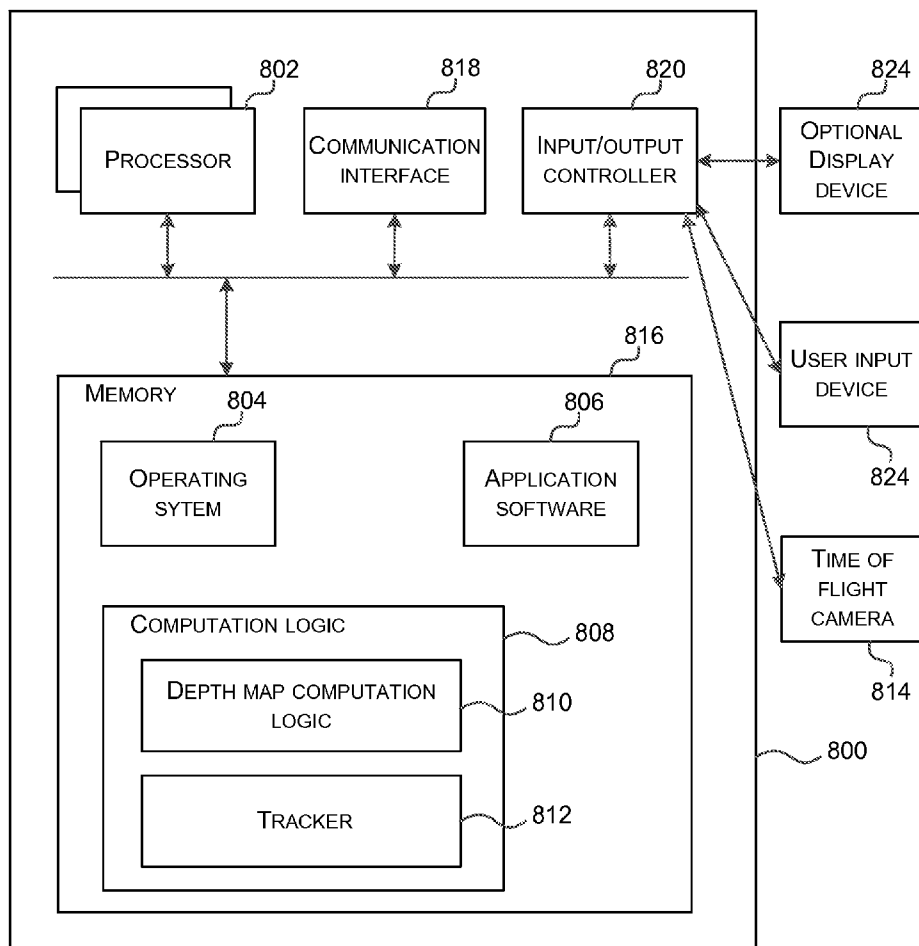 802
818
820
824
PROCESSOR
COMMUNICATION
INTERFACE
INPUT/OUTPUT
CONTROLLER
OPTIONAL
DISPLAY
DEVICE
816
MEMORY
804
806
OPERATING
SYTEM
APPLICATION
SOFTWARE
USER INPUT
DEVICE
824
TIME OF
FLIGHT
CAMERA
814
COMPUTATION LOGIC
808
DEPTH MAP COMPUTATION
LOGIC
810
TRACKER
812
800